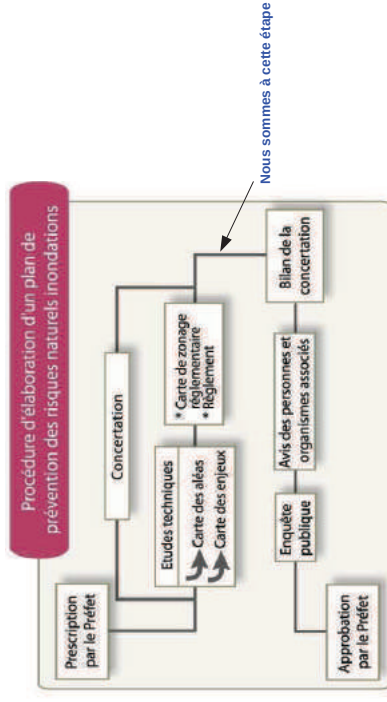 Procédure d'élaboration d'un plan de
prévention des risques naturels inondations
Prescription
par le Préfet
Concertation
Etudes techniques
Carte des aléas
Carte des enjeux
* Carte de zonage
réglementaire
* Règlement
Nous sommes à cette étape
Bilan de la
concertation
Avis des personnes et
organismes associés
Enquête
publique
Approbation
par le Préfet